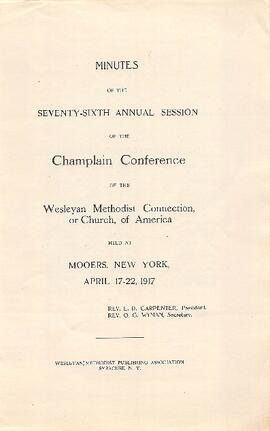 MINUTES
OF THE
SEVENTY-SIXTH ANNUAL SESSION
OF THE
Champlain Conference
OF THE
Wesleyan Methodist Connection,
or Church, of America
HELD AT
MOOERS, NEW YORK,
APRIL 17-22, 1917
REV. L. D. CARPENTER, President.
REV. O. G. WYMAN, Secretary.
WESLEYAN METHODIST PUBLISHING ASSOCIATION
SYRACUSE, N. Y.